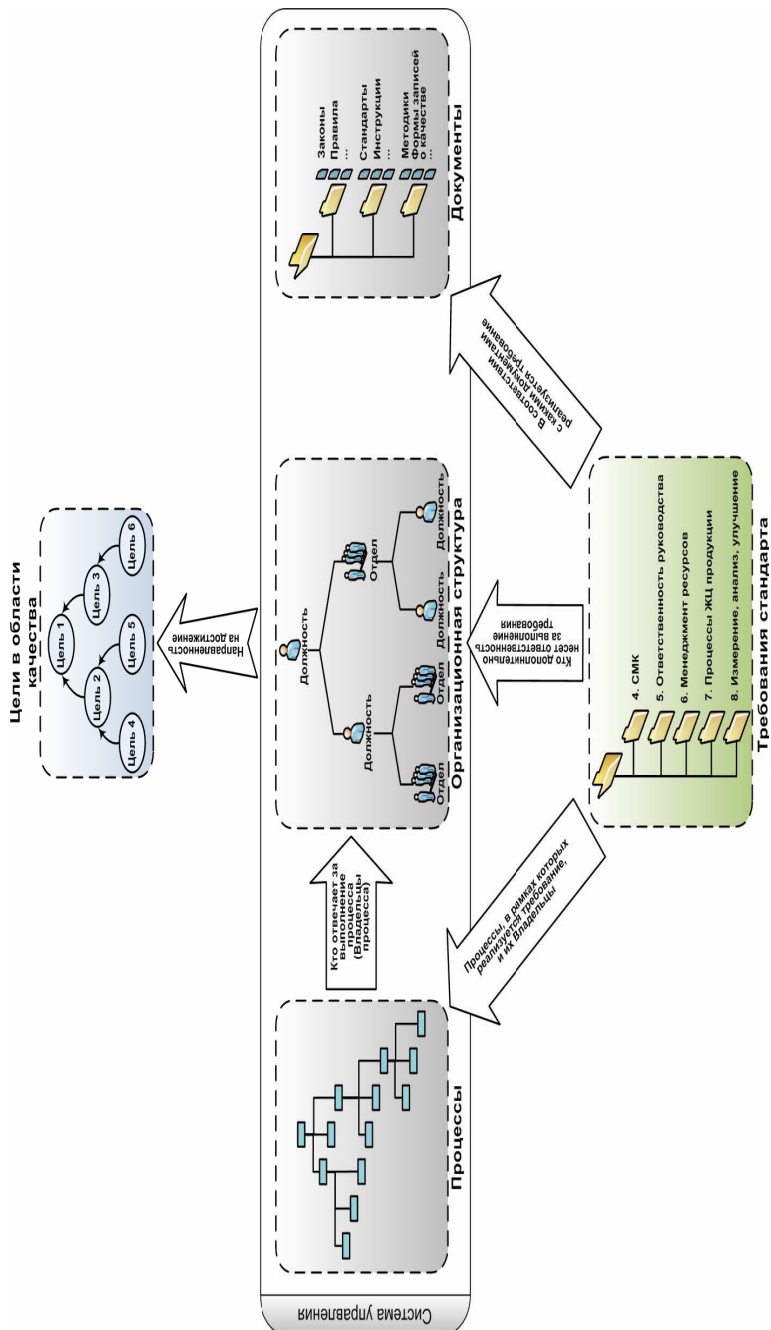 Цели в области
качества
Цель 1
Цель 2
Цель 3
Цель 4
Цель 5
Цель 6
Направленность
на достижение
Система управления
Процессы
Кто отвечает за
выполнение
процесса
(Владельцы
процесса)
Организационная структура
Должность
Должность
Отдел
Отдел
Отдел
Должность
Должность
Документы
Законы
Правила
...
Стандарты
Инструкции
...
Методики
Формы записей
о качестве
...
Процессы, в рамках которых
реализуется требование,
и их Владельцы
Кто дополнительно
несет ответственность
за выполнение
требования
В соответствии
с какими документами
реализуется требование
Требования стандарта
4. СМК
5. Ответственность руководства
6. Менеджмент ресурсов
7. Процессы ЖЦ продукции
8. Измерение, анализ, улучшение